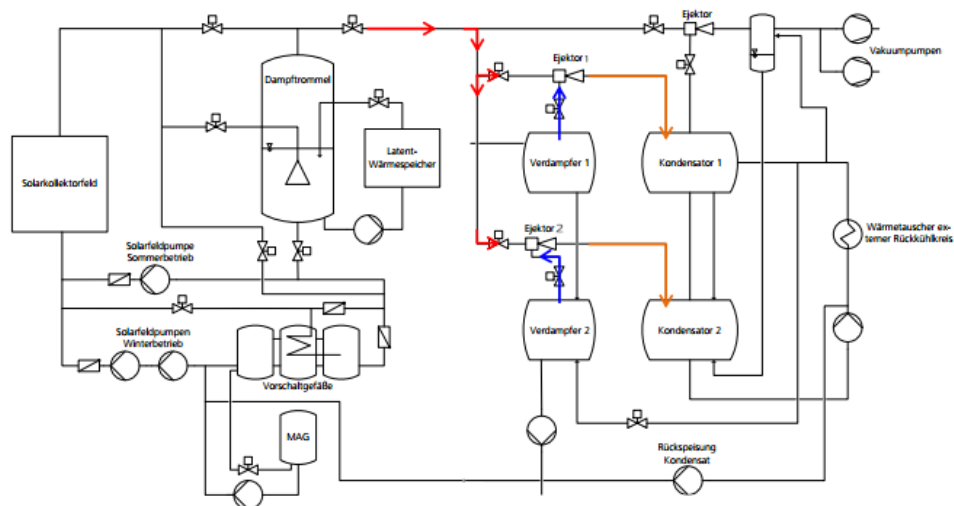 Ejektor
Vakuumpumpen
Ejektor 1
Dampftrommel
Latent-
Wärmespeicher
Solarkollektorfeld
Verdampfer 1
Kondensator 1
Ejektor 2
Wärmetauscher ex-
terner Rückkühlkreis
Solarfeldpumpe
Sommerbetrieb
Solarfeldpumpen
Winterbetrieb
Verdampfer 2
Kondensator 2
Vorschaltgefäße
MAG
Rückspeisung
Kondensat